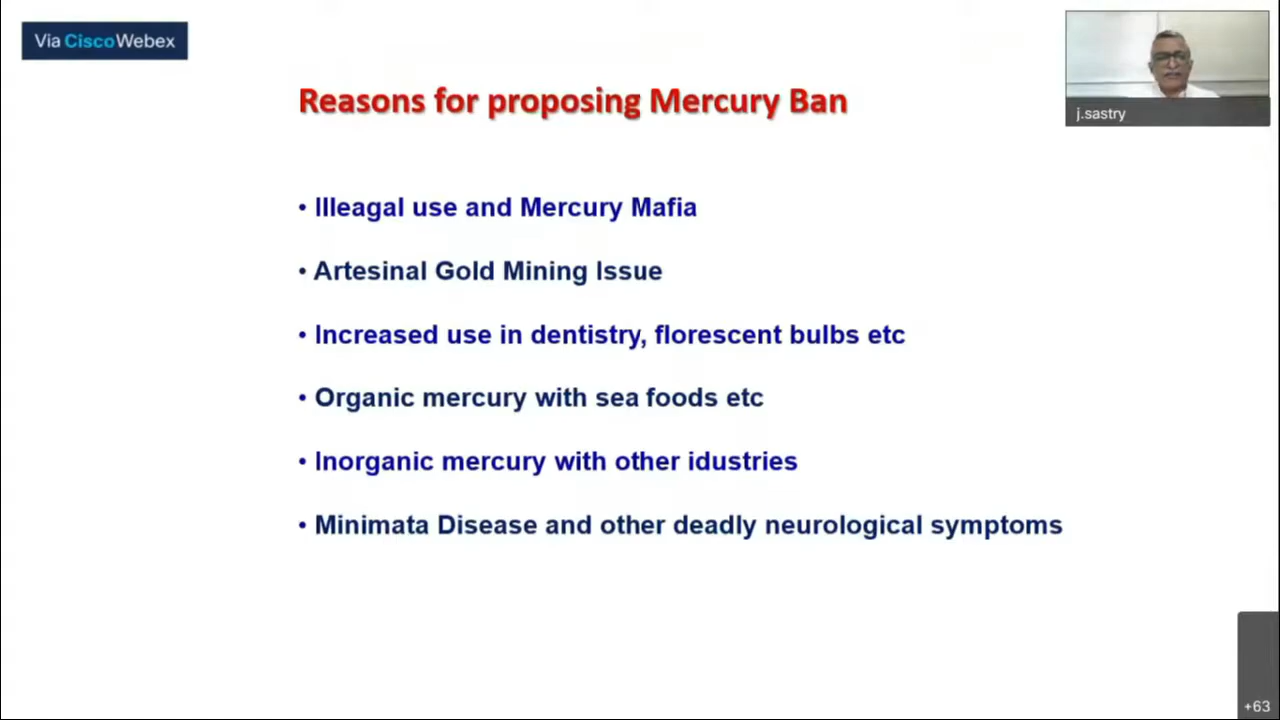 Via CiscoWebex
j.sastry
Reasons for proposing Mercury Ban
• Illeagal use and Mercury Mafia
• Artesinal Gold Mining Issue
• Increased use in dentistry, florescent bulbs etc
• Organic mercury with sea foods etc
• Inorganic mercury with other idustries
• Minimata Disease and other deadly neurological symptoms
+63